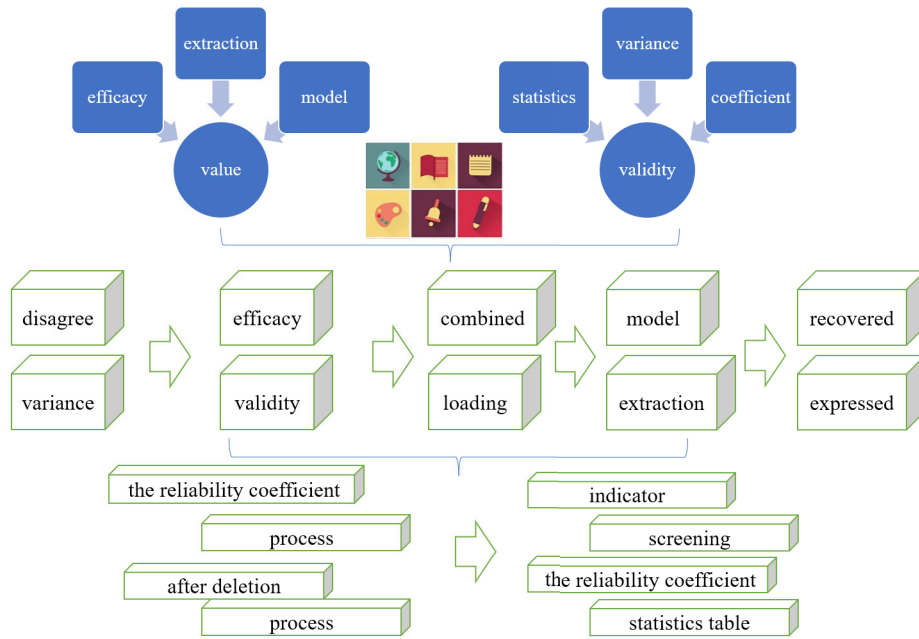 extraction
efficacy
model
value
variance
statistics
coefficient
validity
disagree
efficacy
combined
model
recovered
variance
validity
loading
extraction
expressed
the reliability coefficient
process
after deletion
process
indicator
screening
the reliability coefficient
statistics table